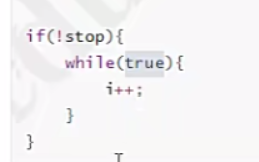 if(!stop){
    while(true){
        i++;
    }
}